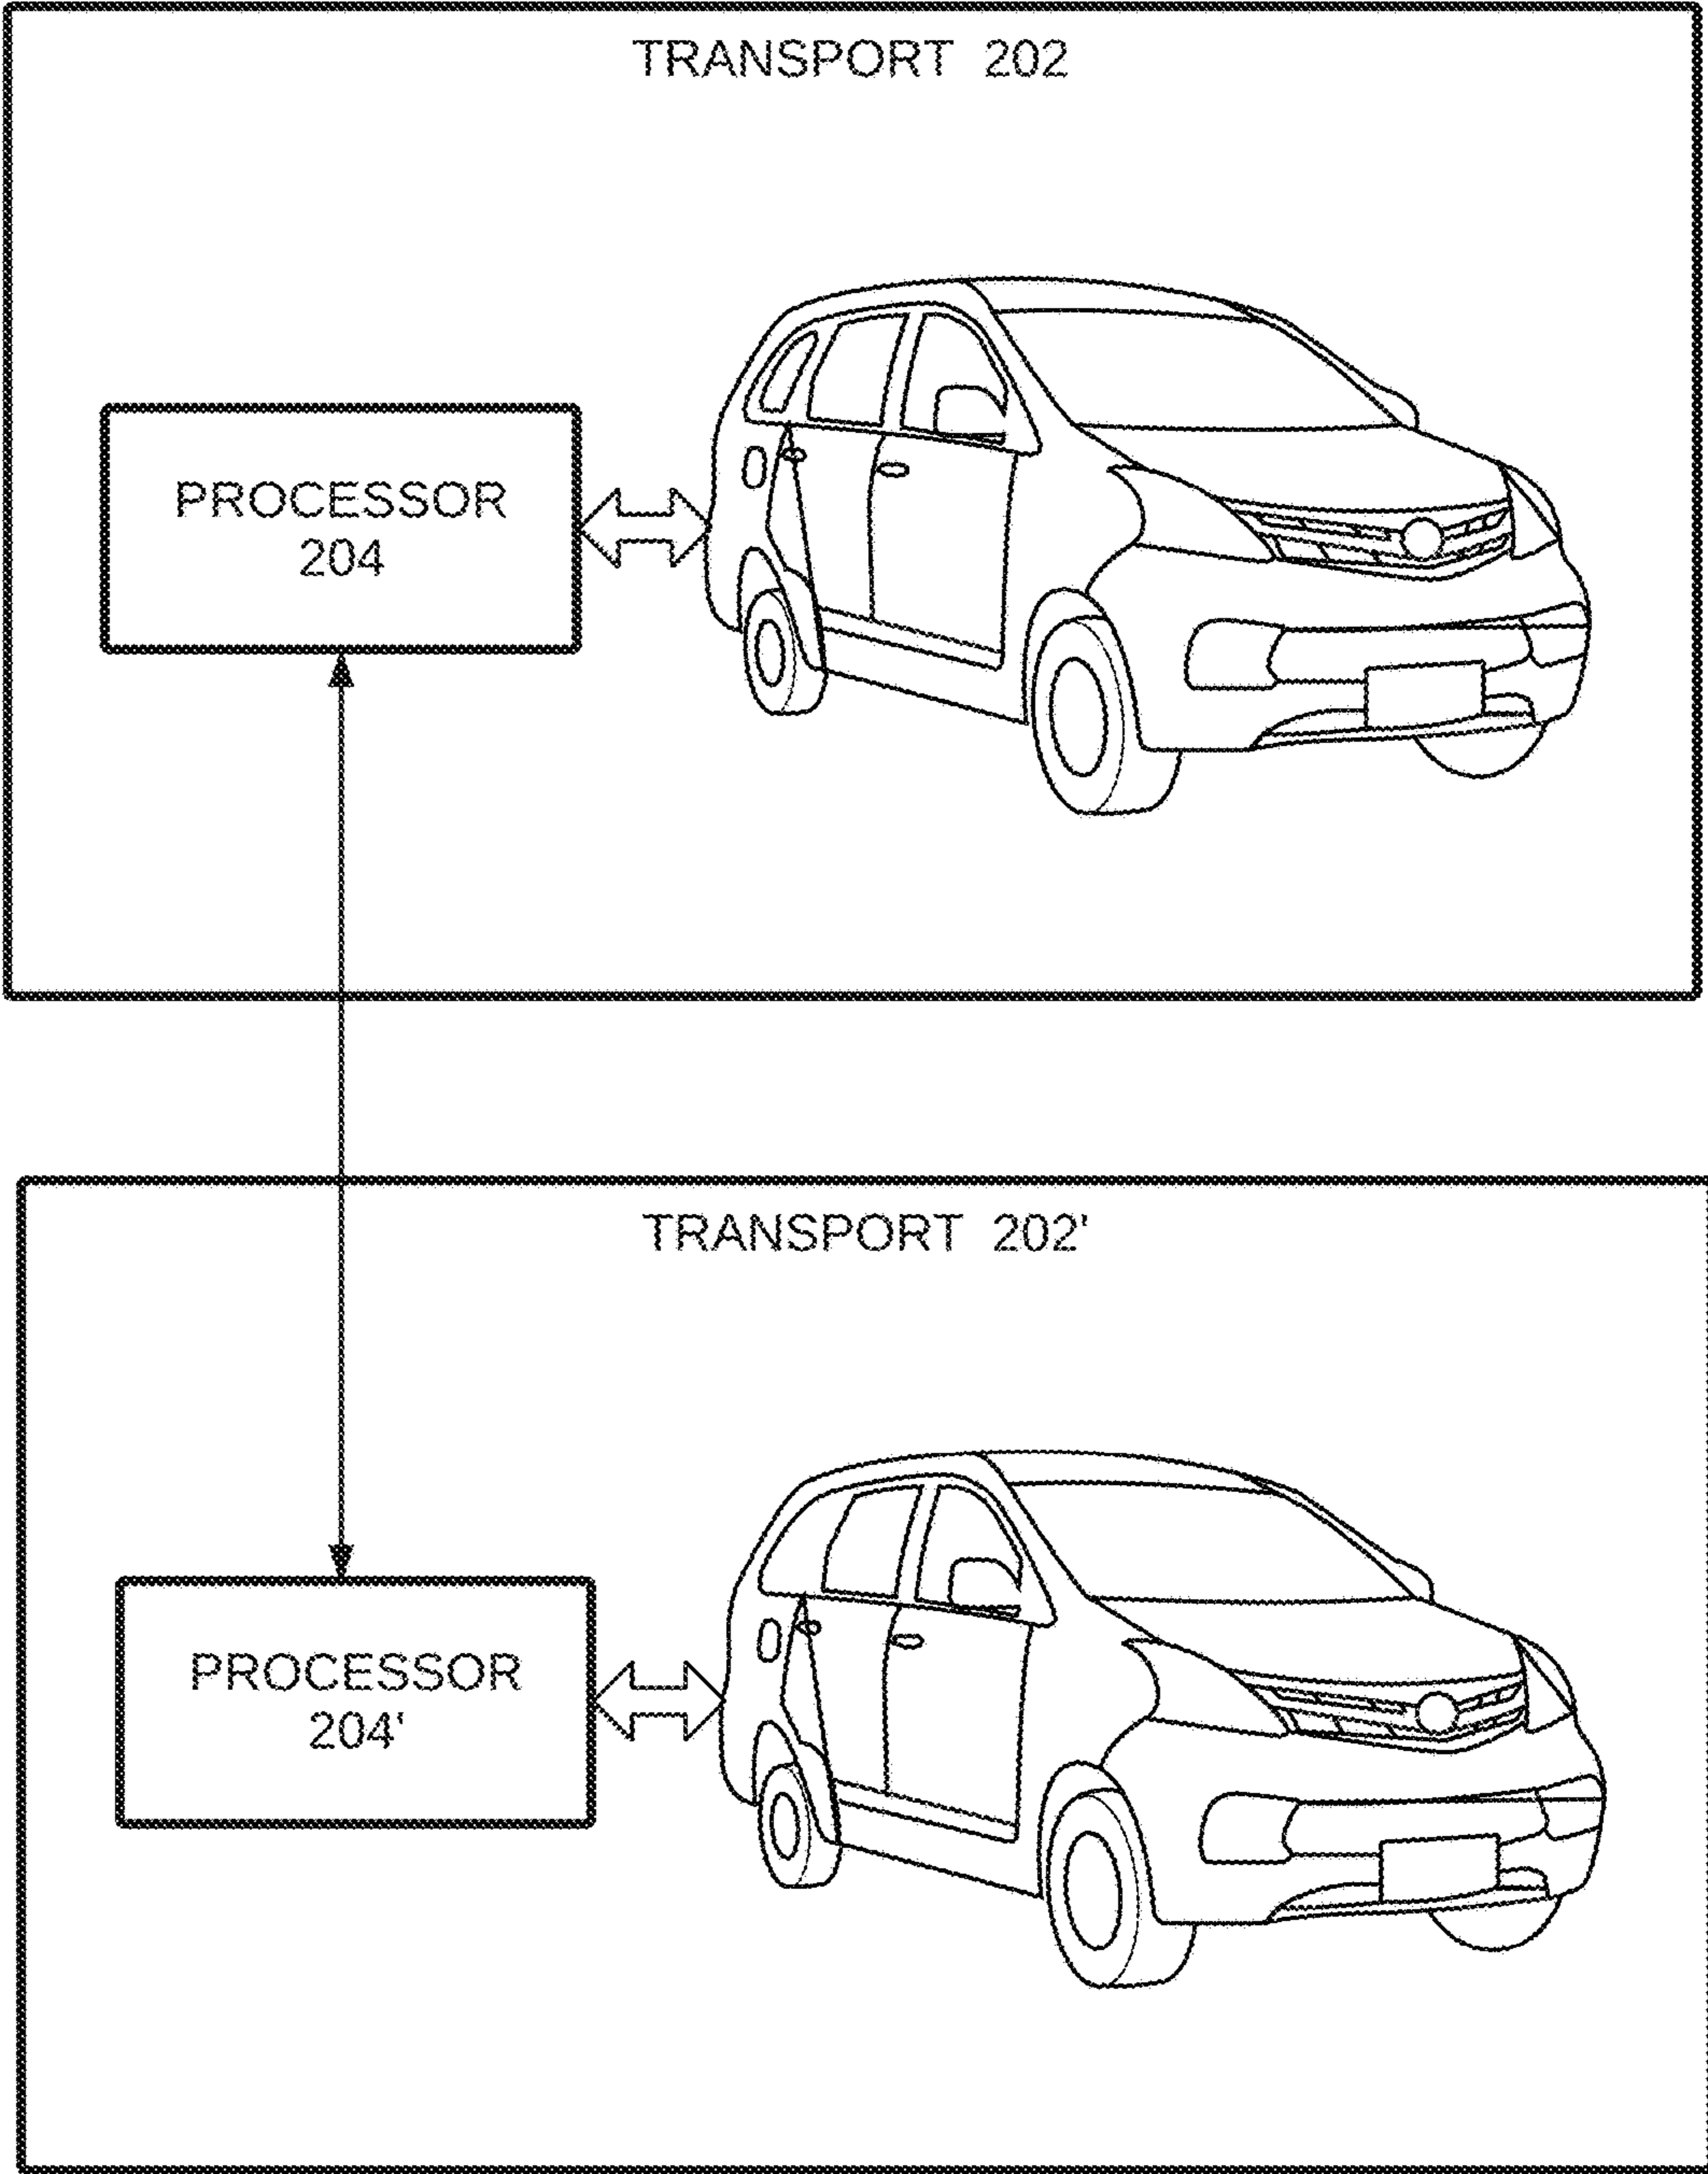 TRANSPORT 202
PROCESSOR
204
TRANSPORT 202'
PROCESSOR
204'